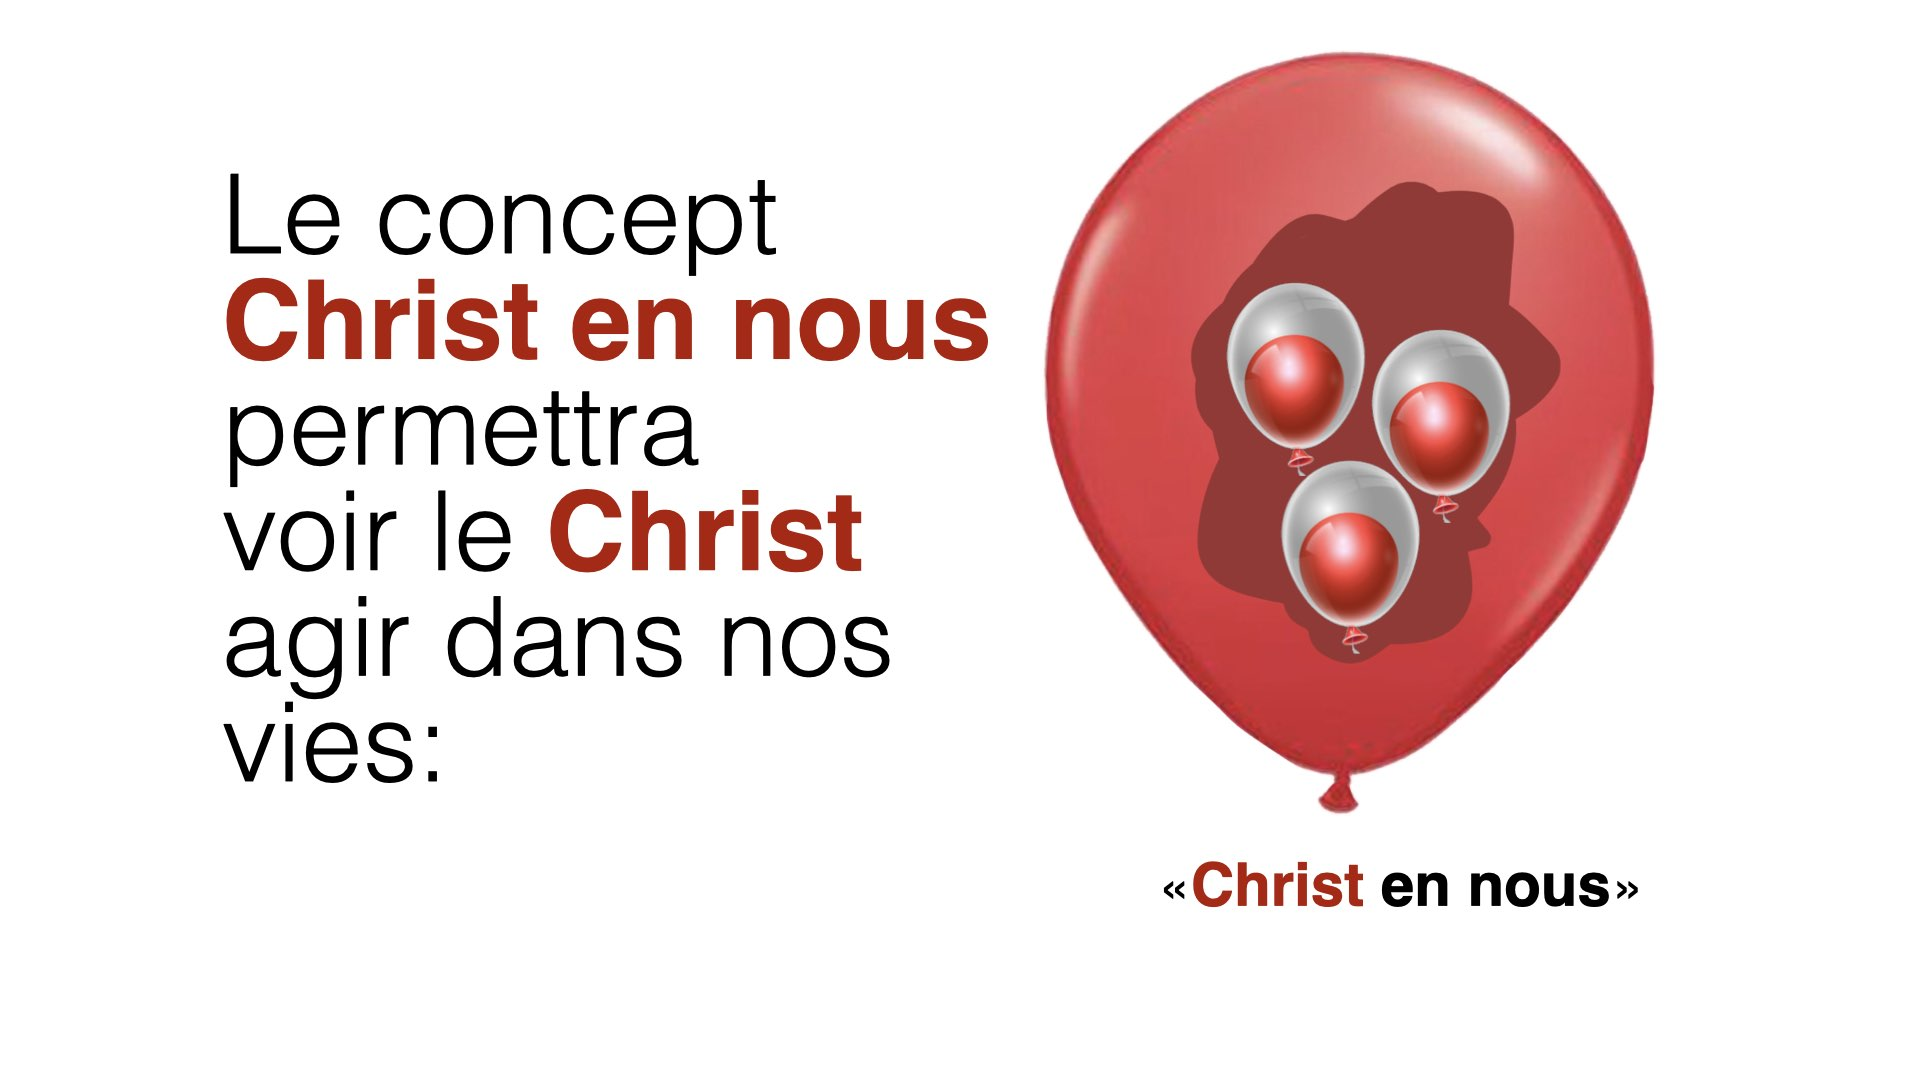 Le concept
Christ en nous
permettra
voir le Christ
agir dans nos
vies:
«Christ en nous»